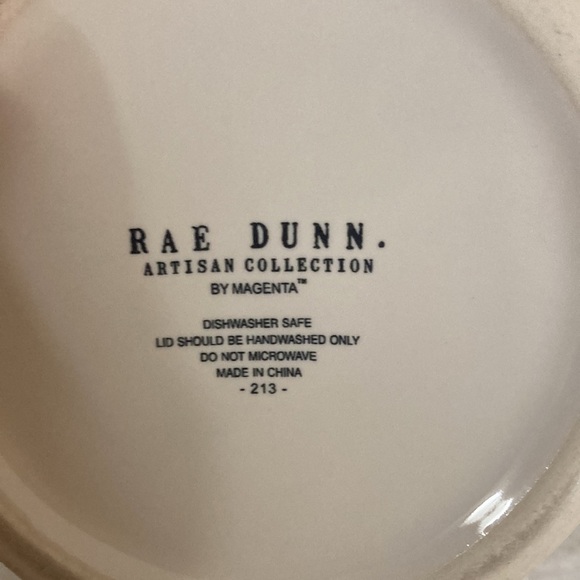 RAE DUNN.
ARTISAN COLLECTION
BY MAGENTA™
DISHWASHER SAFE
LID SHOULD BE HANDWASHED ONLY
DO NOT MICROWAVE
MADE IN CHINA
- 213 -